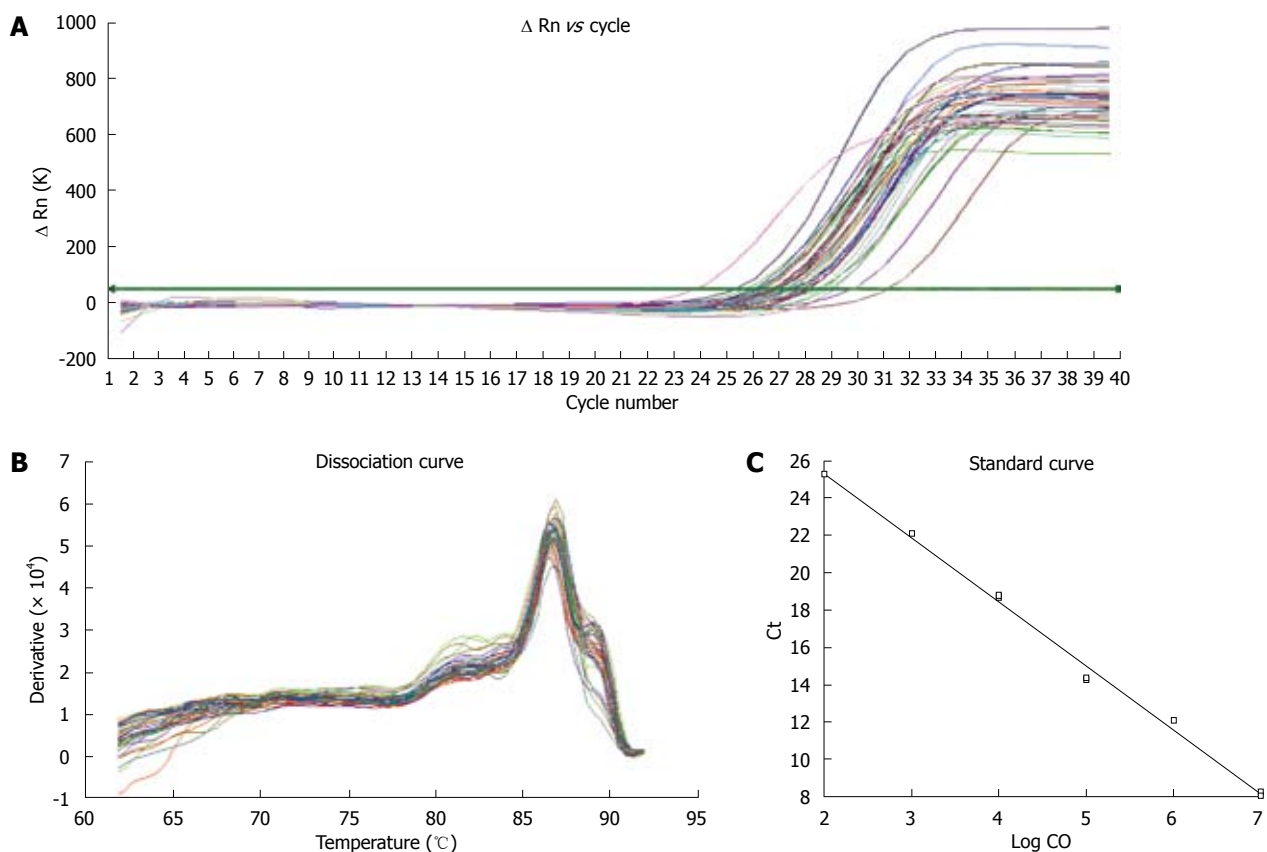 A
Δ Rn vs cycle
Δ Rn (K)
1000
800
600
400
200
0
-200
1 2 3 4 5 6 7 8 9 10 11 12 13 14 15 16 17 18 19 20 21 22 23 24 25 26 27 28 29 30 31 32 33 34 35 36 37 38 39 40
Cycle number
B
Dissociation curve
Derivative (× 10⁴)
7
6
5
4
3
2
1
0
-1
60 65 70 75 80 85 90 95
Temperature (℃)
C
Standard curve
Ct
26
24
22
20
18
16
14
12
10
8
2 3 4 5 6 7
Log CO